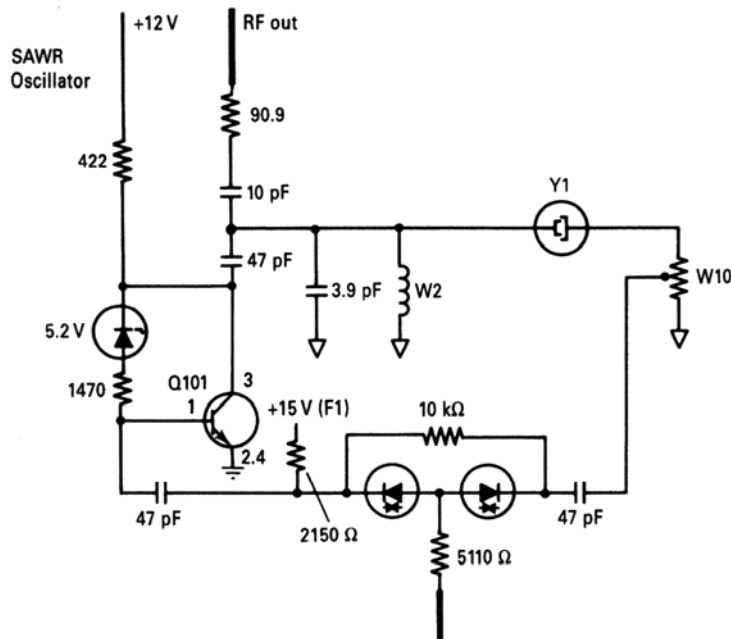 +12 V
RF out
SAWR
Oscillator
90.9
422
10 pF
Y1
47 pF
3.9 pF
W2
W10
5.2 V
1470
Q101
3
1
+15 V (F1)
10 kΩ
2.4
47 pF
2150 Ω
47 pF
5110 Ω